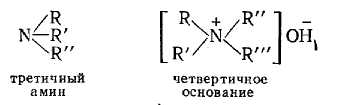 R
N R′
R″
третичный
амин
[ R + R″
N
R′ R‴ ] OH̄,
четвертичное
основание